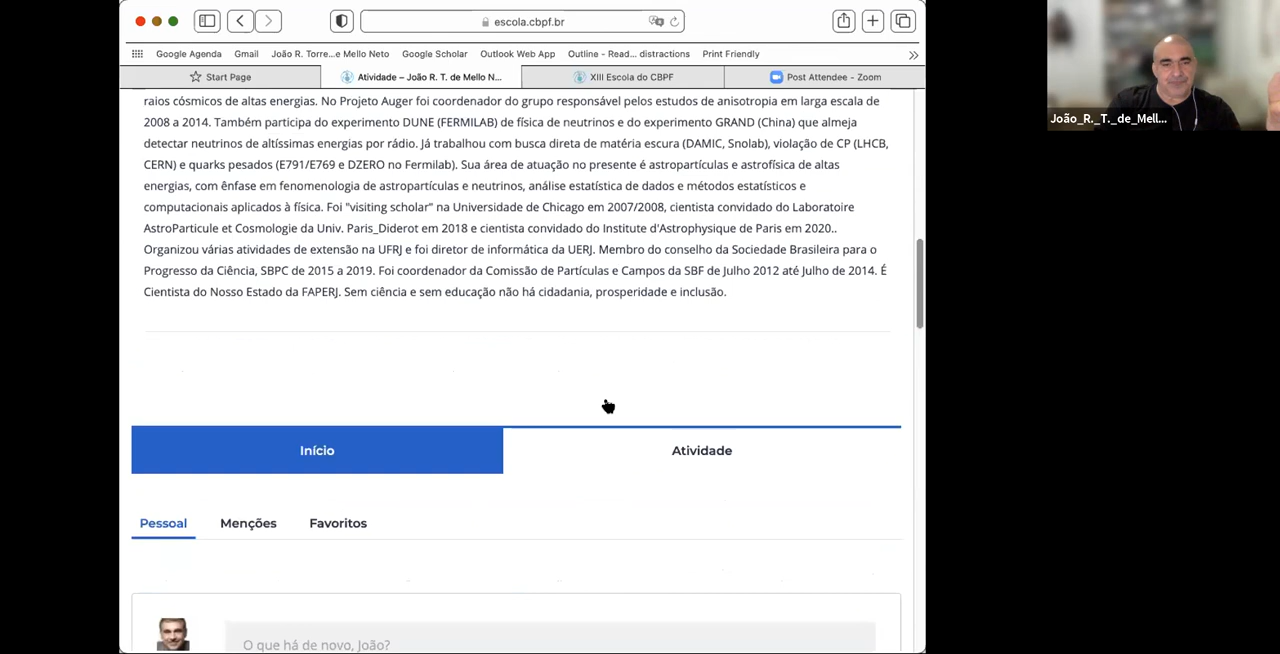 escola.cbpf.br
Google Agenda Gmail João R. Torre...e Mello Neto Google Scholar Outlook Web App Outline - Read... distractions Print Friendly
Start Page Atividade – João R. T. de Mello N... XIII Escola do CBPF Post Attendee - Zoom
João_R._T._de_Mell...
raios cósmicos de altas energias. No Projeto Auger foi coordenador do grupo responsável pelos estudos de anisotropia em larga escala de
2008 a 2014. Também participa do experimento DUNE (FERMILAB) de física de neutrinos e do experimento GRAND (China) que almeja
detectar neutrinos de altíssimas energias por rádio. Já trabalhou com busca direta de matéria escura (DAMIC, Snolab), violação de CP (LHCB,
CERN) e quarks pesados (E791/E769 e DZERO no Fermilab). Sua área de atuação no presente é astropartículas e astrofísica de altas
energias, com ênfase em fenomenologia de astropartículas e neutrinos, análise estatística de dados e métodos estatísticos e
computacionais aplicados à física. Foi "visiting scholar" na Universidade de Chicago em 2007/2008, cientista convidado do Laboratoire
AstroParticule et Cosmologie da Univ. Paris_Diderot em 2018 e cientista convidado do Institute d'Astrophysique de Paris em 2020..
Organizou várias atividades de extensão na UFRJ e foi diretor de informática da UERJ. Membro do conselho da Sociedade Brasileira para o
Progresso da Ciência, SBPC de 2015 a 2019. Foi coordenador da Comissão de Partículas e Campos da SBF de Julho 2012 até Julho de 2014. É
Cientista do Nosso Estado da FAPERJ. Sem ciência e sem educação não há cidadania, prosperidade e inclusão.
Início Atividade
Pessoal Menções Favoritos
O que há de novo, João?